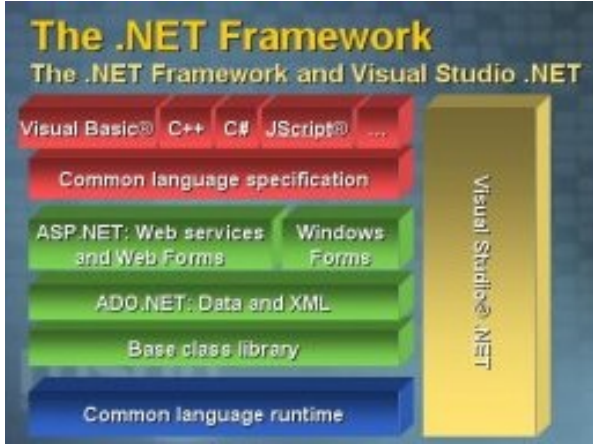 The .NET Framework
The .NET Framework and Visual Studio .NET
Visual Basic® C++ C# JScript® ...
Common language specification
ASP.NET: Web services
and Web Forms
Windows
Forms
ADO.NET: Data and XML
Base class library
Common language runtime
Visual Studio® .NET